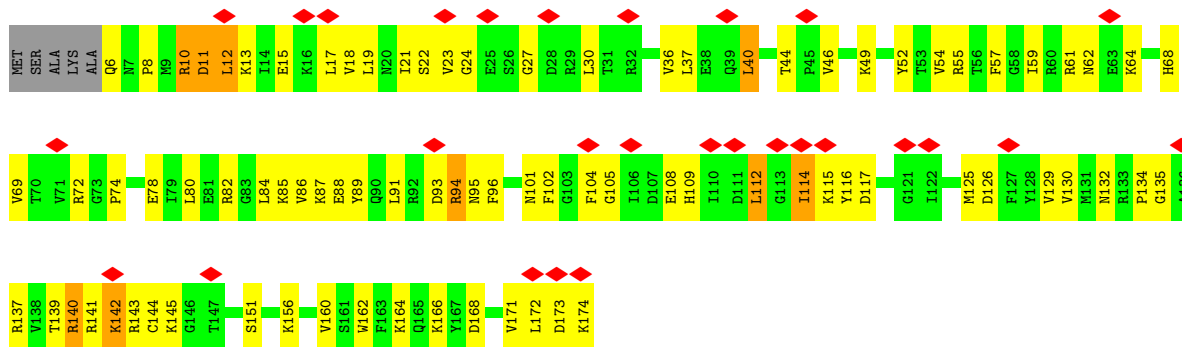 MET SER ALA LYS ALA Q6 N7 P8 M9 R10 D11 L12 K13 I14 E15 K16 L17 V18 L19 N20 I21 S22 V23 G24 E25 S26 G27 D28 R29 L30 T31 R32 V36 L37 E38 Q39 L40 T44 P45 V46 K49 Y52 T53 V54 R55 T56 F57 G58 I59 R60 R61 N62 E63 K64 H68
V69 T70 V71 R72 G73 P74 E78 I79 L80 E81 R82 G83 L84 K85 V86 K87 E88 Y89 Q90 L91 R92 D93 R94 N95 F96 N101 F102 G103 F104 G105 I106 D107 E108 H109 I110 D111 L112 G113 I114 K115 Y116 D117 G121 I122 M125 D126 F127 Y128 V129 V130 M131 N132 R133 P134 G135
R137 V138 T139 R140 R141 K142 R143 C144 K145 G146 T147 S151 K156 V160 S161 W162 F163 K164 Q165 K166 Y167 D168 V171 L172 D173 K174